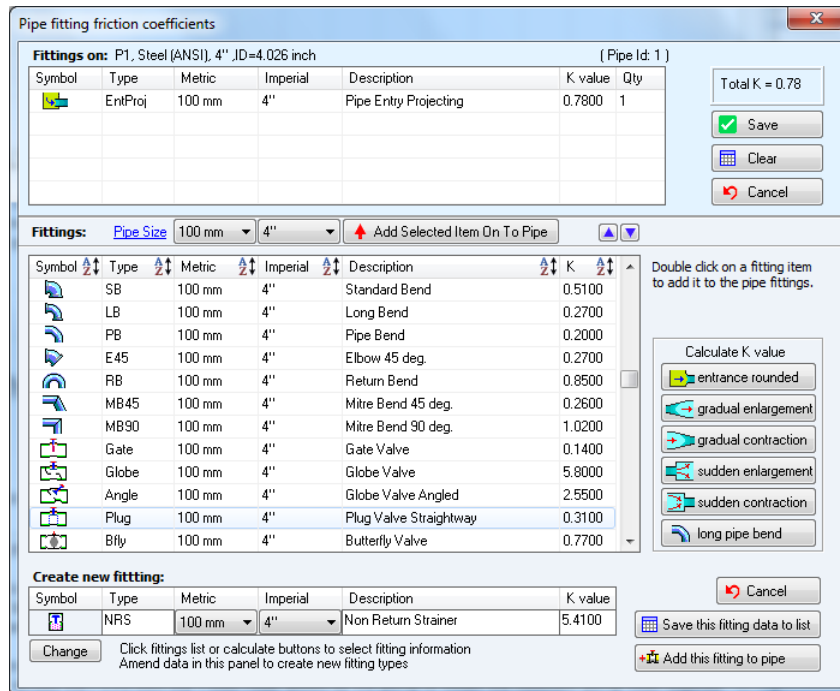 Pipe fitting friction coefficients
Fittings on: P1, Steel (ANSI), 4'' ,ID=4.026 inch ( Pipe Id: 1 )
Symbol Type Metric Imperial Description K value Qty
EntProj 100 mm 4'' Pipe Entry Projecting 0.7800 1
Total K = 0.78
Save
Clear
Cancel
Fittings: Pipe Size 100 mm 4'' Add Selected Item On To Pipe
Symbol Type Metric Imperial Description K
SB 100 mm 4'' Standard Bend 0.5100
LB 100 mm 4'' Long Bend 0.2700
PB 100 mm 4'' Pipe Bend 0.2000
E45 100 mm 4'' Elbow 45 deg. 0.2700
RB 100 mm 4'' Return Bend 0.8500
MB45 100 mm 4'' Mitre Bend 45 deg. 0.2600
MB90 100 mm 4'' Mitre Bend 90 deg. 1.0200
Gate 100 mm 4'' Gate Valve 0.1400
Globe 100 mm 4'' Globe Valve 5.8000
Angle 100 mm 4'' Globe Valve Angled 2.5500
Plug 100 mm 4'' Plug Valve Straightway 0.3100
Bfly 100 mm 4'' Butterfly Valve 0.7700
Double click on a fitting item
to add it to the pipe fittings.
Calculate K value
entrance rounded
gradual enlargement
gradual contraction
sudden enlargement
sudden contraction
long pipe bend
Create new fittting:
Symbol Type Metric Imperial Description K value
NRS 100 mm 4'' Non Return Strainer 5.4100
Change
Click fittings list or calculate buttons to select fitting information
Amend data in this panel to create new fitting types
Cancel
Save this fitting data to list
Add this fitting to pipe